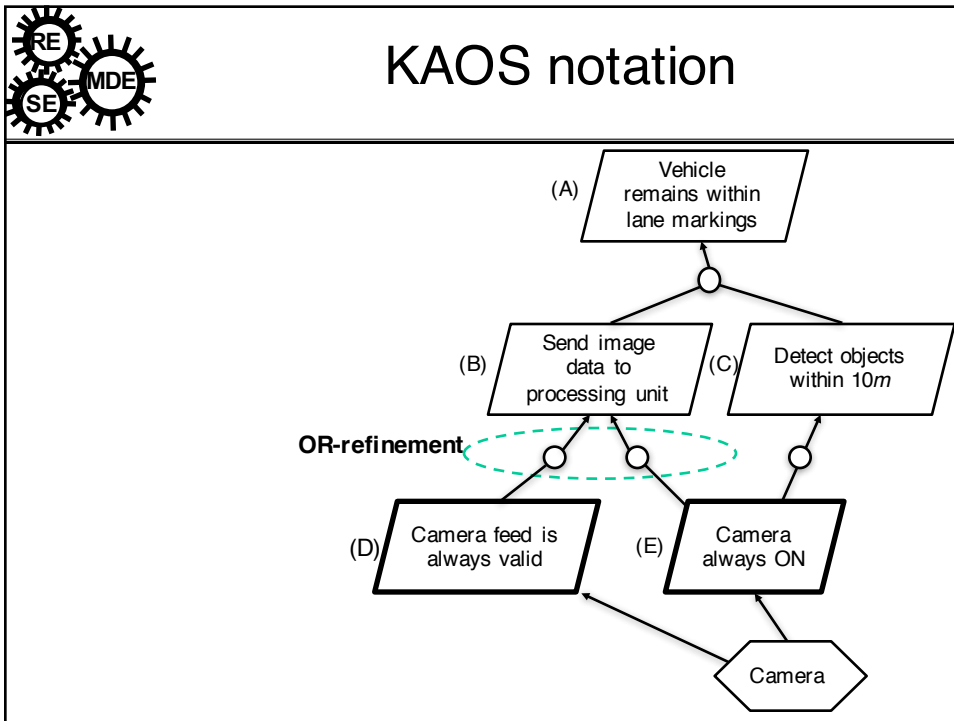 RE
MDE
SE
KAOS notation
(A)
Vehicle
remains within
lane markings
(B)
Send image
data to
processing unit
(C)
Detect objects
within 10m
OR-refinement
(D)
Camera feed is
always valid
(E)
Camera
always ON
Camera